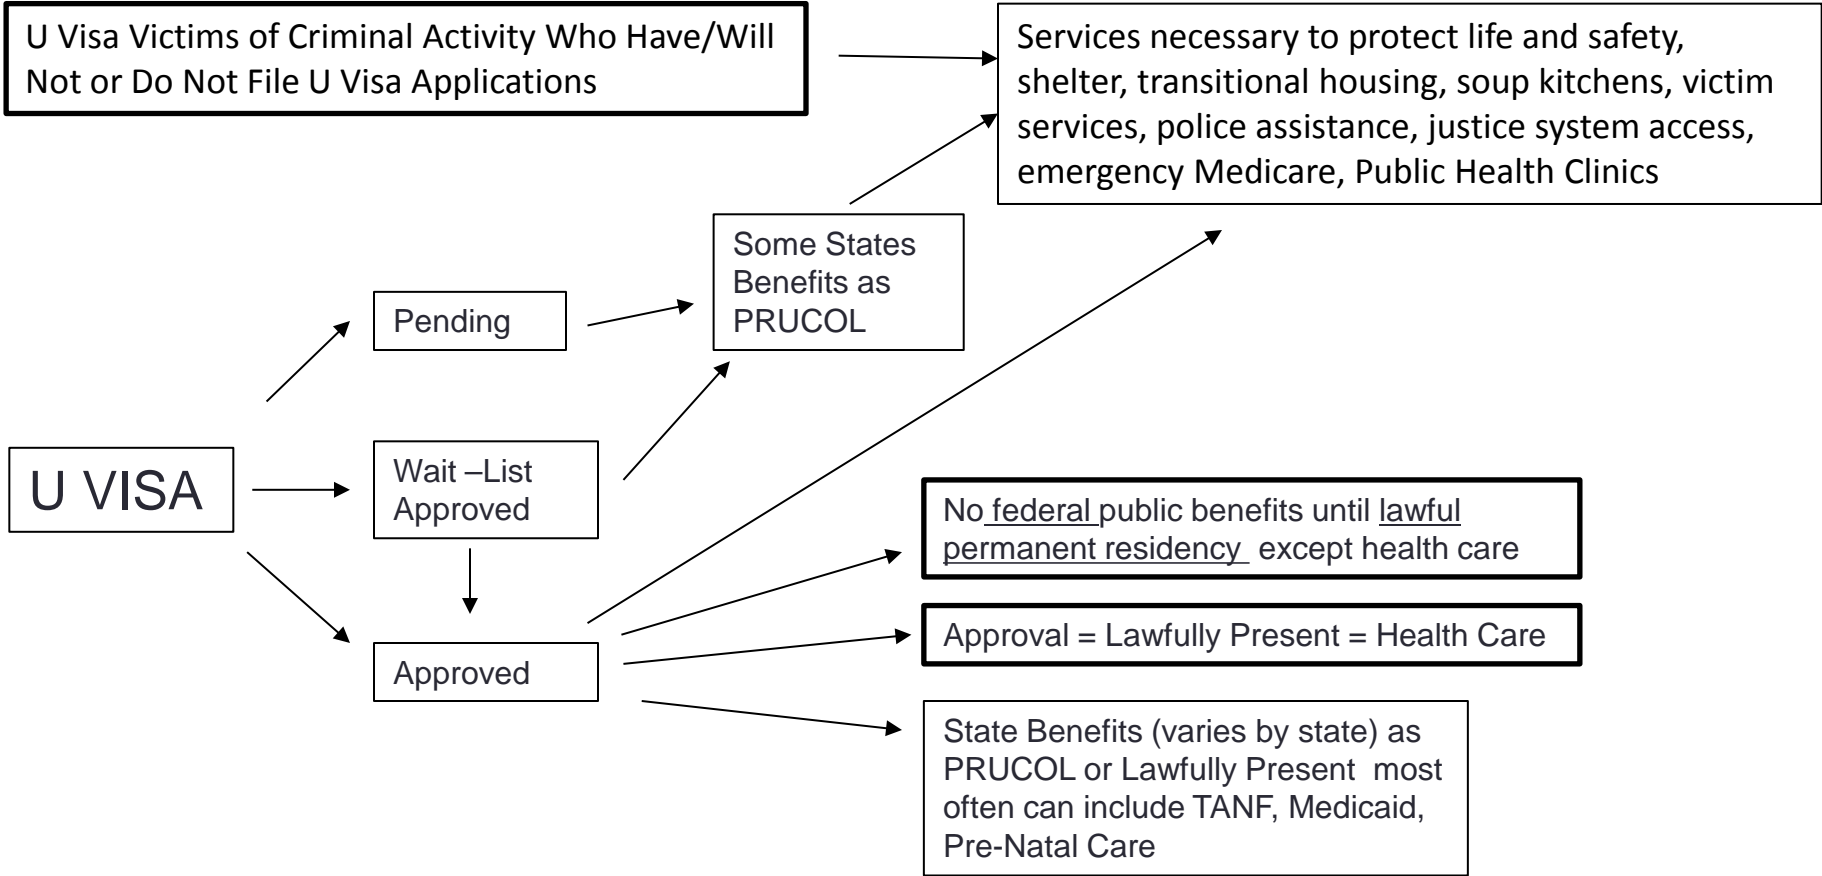 U Visa Victims of Criminal Activity Who Have/Will
Not or Do Not File U Visa Applications
Services necessary to protect life and safety,
shelter, transitional housing, soup kitchens, victim
services, police assistance, justice system access,
emergency Medicare, Public Health Clinics
Some States
Benefits as
PRUCOL
Pending
U VISA
Wait –List
Approved
Approved
No federal public benefits until lawful
permanent residency except health care
Approval = Lawfully Present = Health Care
State Benefits (varies by state) as
PRUCOL or Lawfully Present most
often can include TANF, Medicaid,
Pre-Natal Care